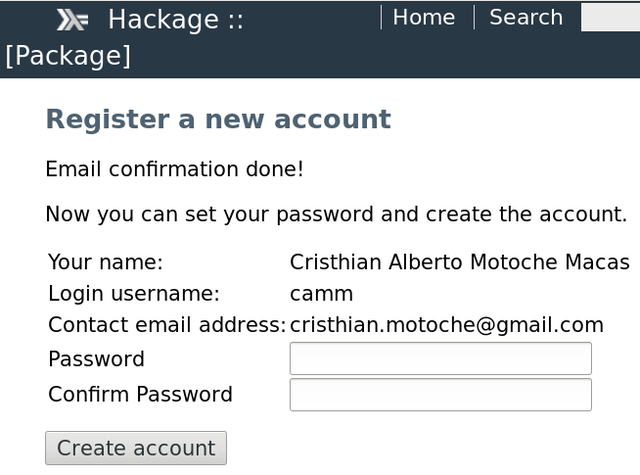 Hackage :: Home Search
[Package]
Register a new account
Email confirmation done!
Now you can set your password and create the account.
Your name: Cristhian Alberto Motoche Macas
Login username: camm
Contact email address: cristhian.motoche@gmail.com
Password
Confirm Password
Create account